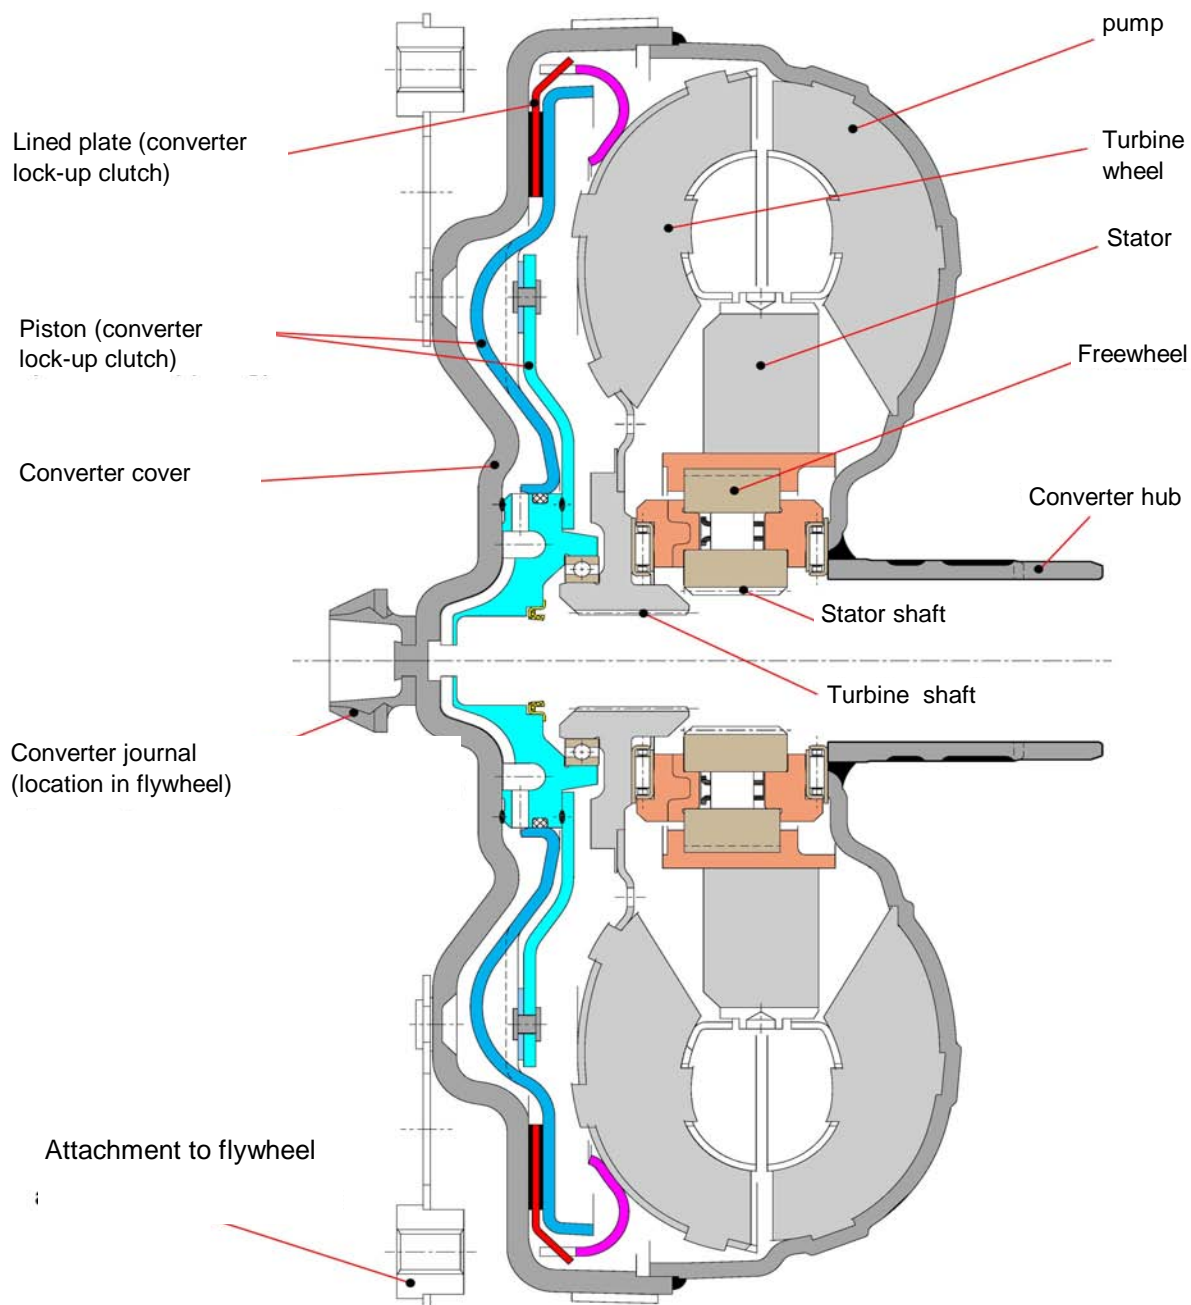 pump
Lined plate (converter
lock-up clutch)
Turbine
wheel
Stator
Piston (converter
lock-up clutch)
Freewheel
Converter cover
Converter hub
Stator shaft
Turbine shaft
Converter journal
(location in flywheel)
Attachment to flywheel